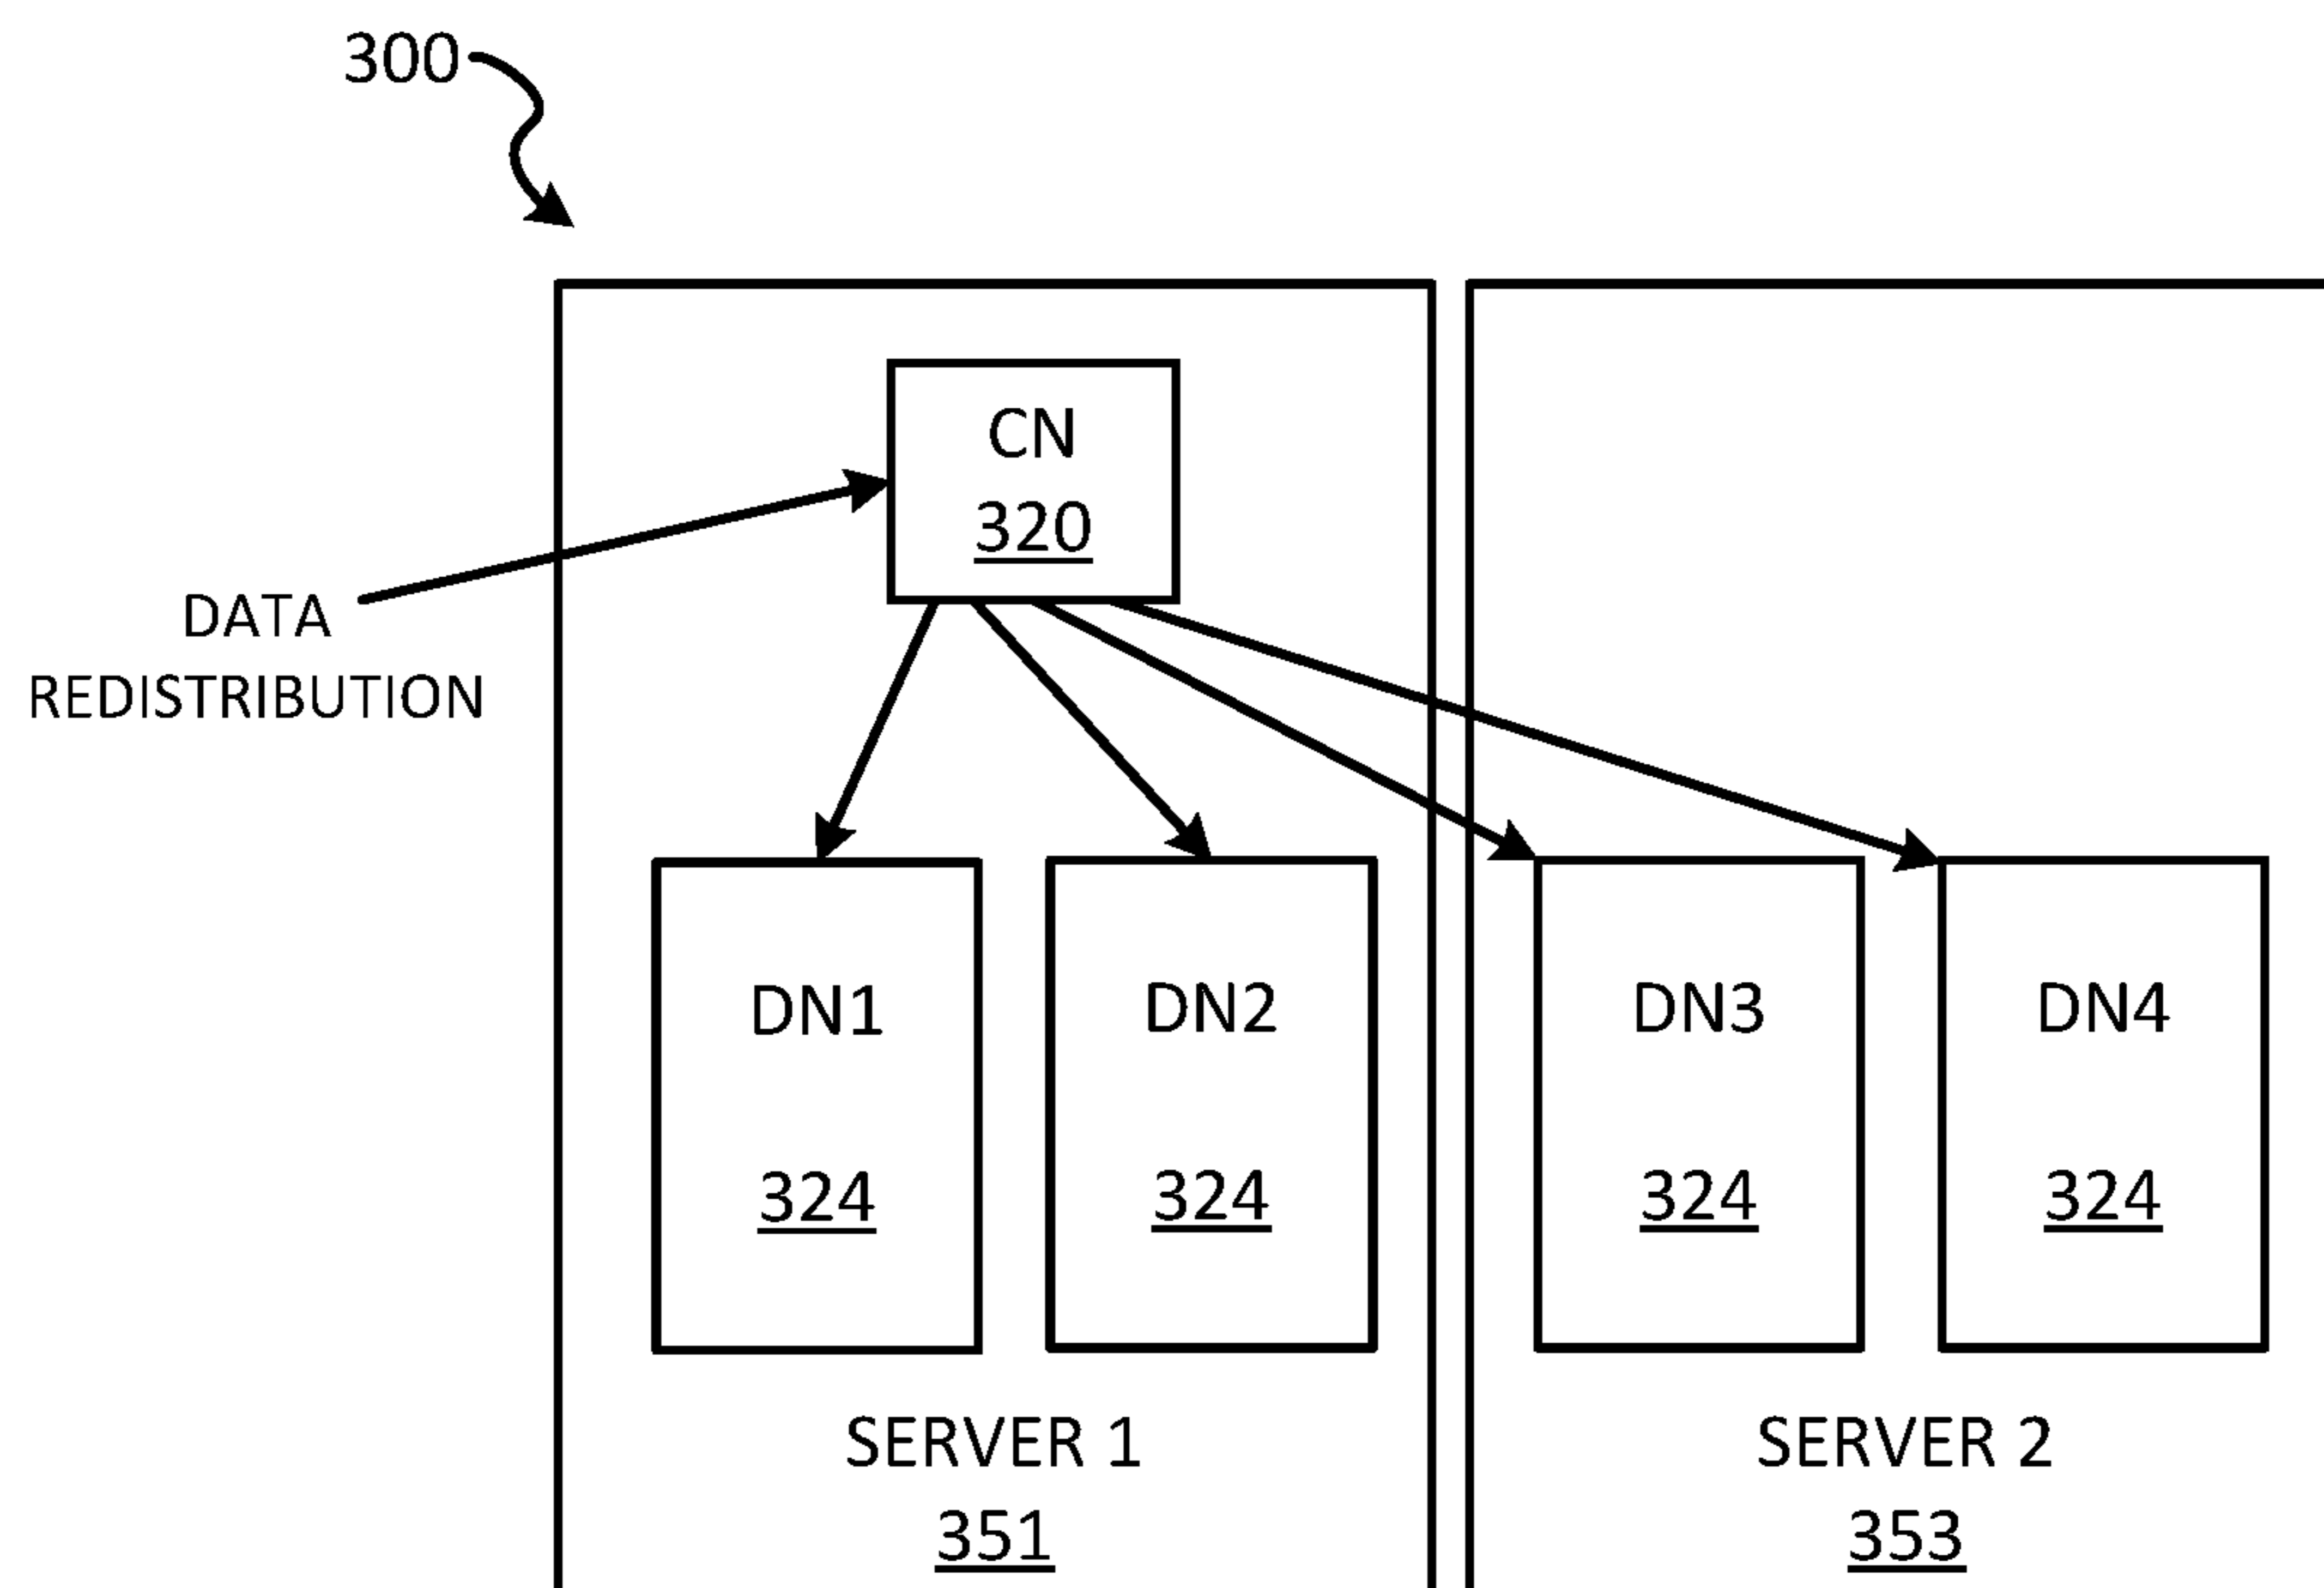 300
CN
320
DATA
REDISTRIBUTION
DN1
324
DN2
324
DN3
324
DN4
324
SERVER 1
351
SERVER 2
353